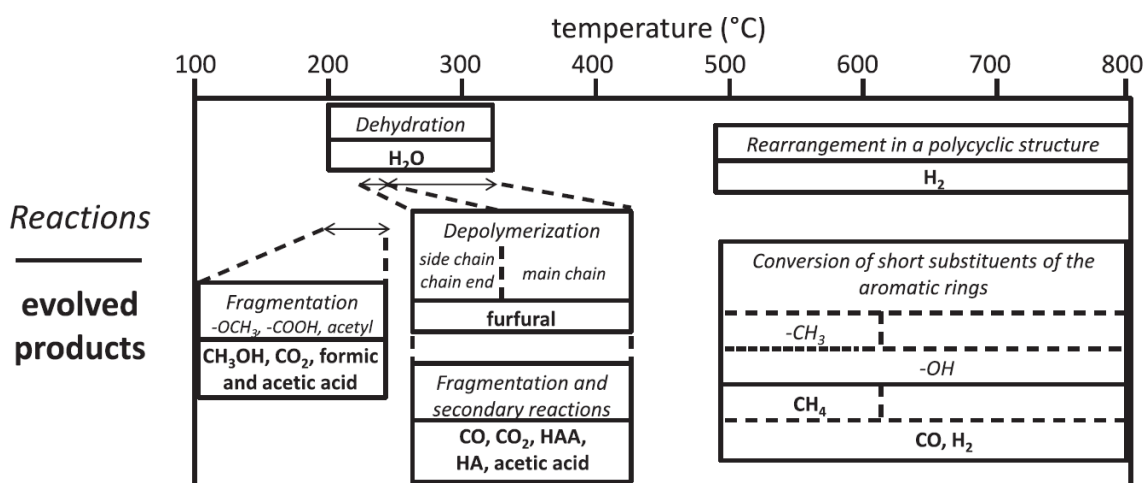 temperature (°C)
100 200 300 400 500 600 700 800
Reactions
evolved
products
Dehydration
H₂O
Depolymerization
side chain
chain end
main chain
furfural
Fragmentation
-OCH₃, -COOH, acetyl
CH₃OH, CO₂, formic
and acetic acid
Fragmentation and
secondary reactions
CO, CO₂, HAA,
HA, acetic acid
Rearrangement in a polycyclic structure
H₂
Conversion of short substituents of the
aromatic rings
-CH₃
-OH
CH₄
CO, H₂